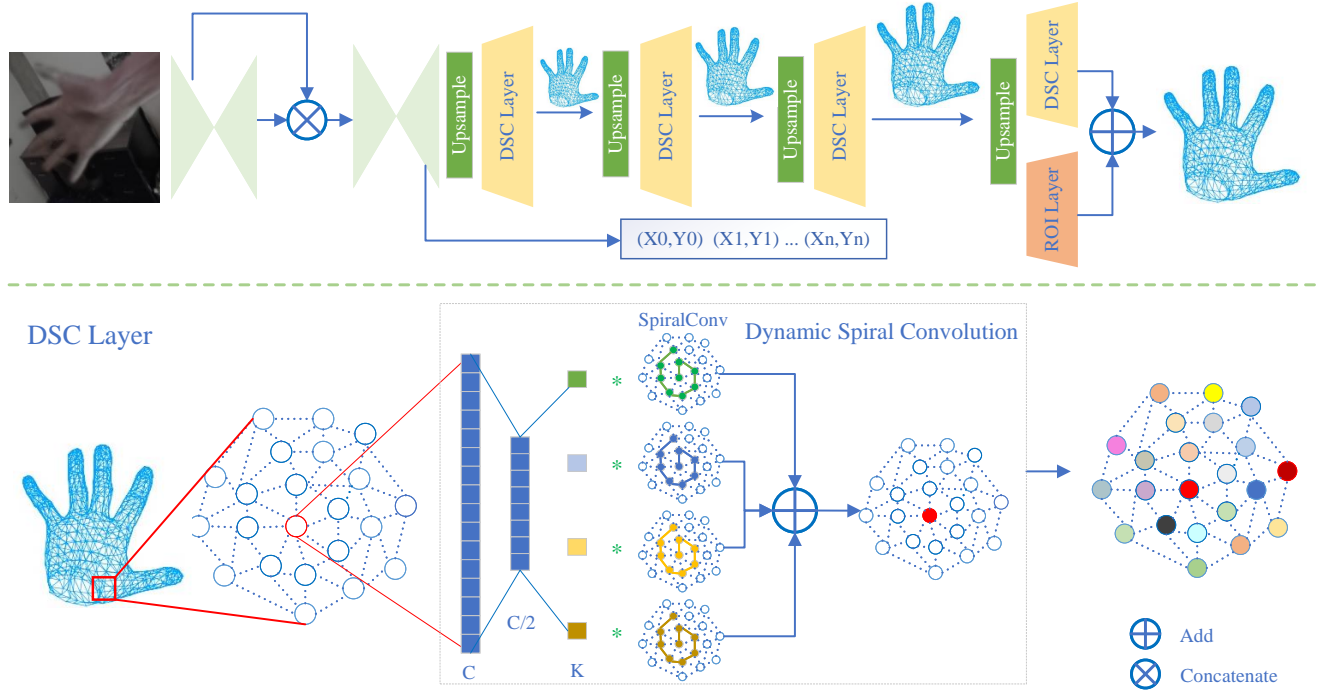 Upsample
DSC Layer
Upsample
DSC Layer
Upsample
DSC Layer
Upsample
DSC Layer
ROI Layer
(X0,Y0) (X1,Y1) ... (Xn,Yn)
DSC Layer
SpiralConv
Dynamic Spiral Convolution
*
*
*
*
C/2
C
K
Add
Concatenate